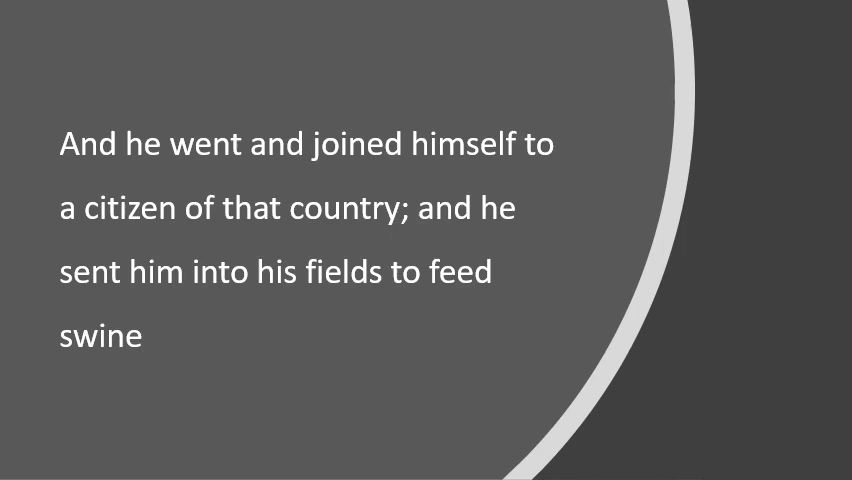 And he went and joined himself to
a citizen of that country; and he
sent him into his fields to feed
swine